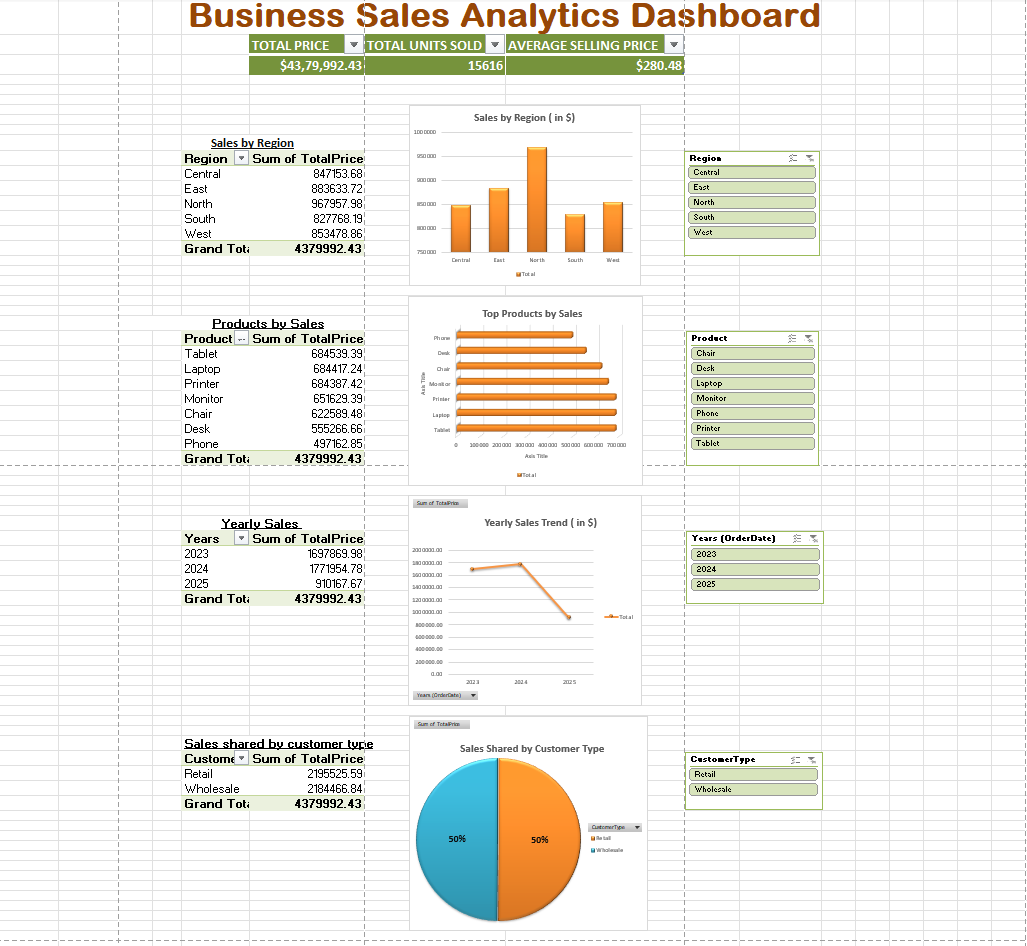 Business Sales Analytics Dashboard
TOTAL PRICE TOTAL UNITS SOLD AVERAGE SELLING PRICE
$43,79,992.43 15616 $280.48
Sales by Region
Region Sum of TotalPrice
Central 847153.68
East 883633.72
North 967957.98
South 827768.19
West 853478.86
Grand Tota 4379992.43
Sales by Region ( in $)
1000000
950000
900000
850000
800000
750000
Central East North South West
Total
Region
Central
East
North
South
West
Products by Sales
Product Sum of TotalPrice
Tablet 684539.39
Laptop 684417.24
Printer 684387.42
Monitor 651629.39
Chair 622589.48
Desk 555266.66
Phone 497162.85
Grand Tota 4379992.43
Top Products by Sales
Axis Title
Phone
Desk
Chair
Monitor
Printer
Laptop
Tablet
0 100000 200000 300000 400000 500000 600000 700000
Axis Title
Total
Product
Chair
Desk
Laptop
Monitor
Phone
Printer
Tablet
Yearly Sales
Years Sum of TotalPrice
2023 1697869.98
2024 1771954.78
2025 910167.67
Grand Tota 4379992.43
Sum of TotalPrice
Yearly Sales Trend ( in $)
2000000.00
1800000.00
1600000.00
1400000.00
1200000.00
1000000.00
800000.00
600000.00
400000.00
200000.00
0.00
2023 2024 2025
Total
Years (OrderDate)
Years (OrderDate)
2023
2024
2025
Sales shared by customer type
Custome Sum of TotalPrice
Retail 2195525.59
Wholesale 2184466.84
Grand Tota 4379992.43
Sum of TotalPrice
Sales Shared by Customer Type
50% 50%
CustomerType
Retail
Wholesale
CustomerType
Retail
Wholesale